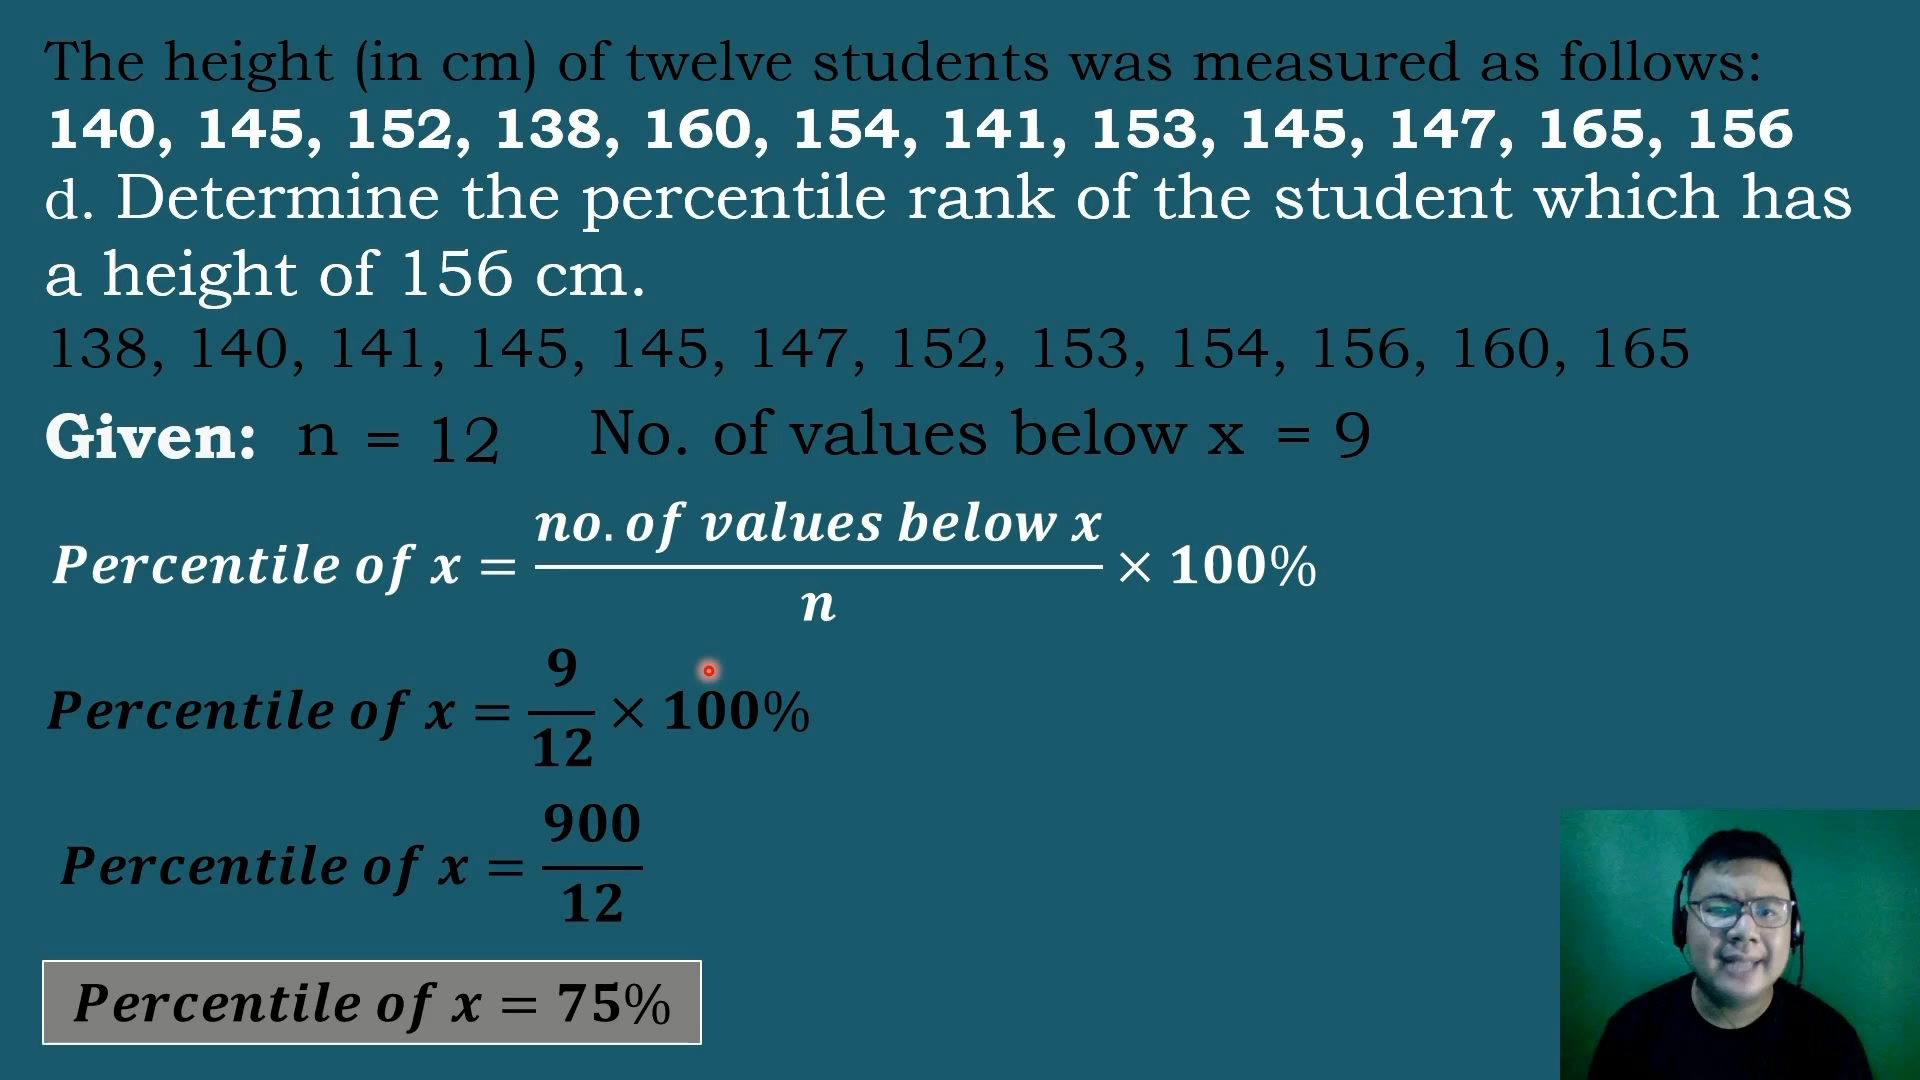 The height (in cm) of twelve students was measured as follows:
140, 145, 152, 138, 160, 154, 141, 153, 145, 147, 165, 156
d. Determine the percentile rank of the student which has
a height of 156 cm.
138, 140, 141, 145, 145, 147, 152, 153, 154, 156, 160, 165
Given: n = 12 No. of values below x = 9
Percentile of x = no. of values below x / n × 100%
Percentile of x = 9 / 12 × 100%
Percentile of x = 900 / 12
Percentile of x = 75%